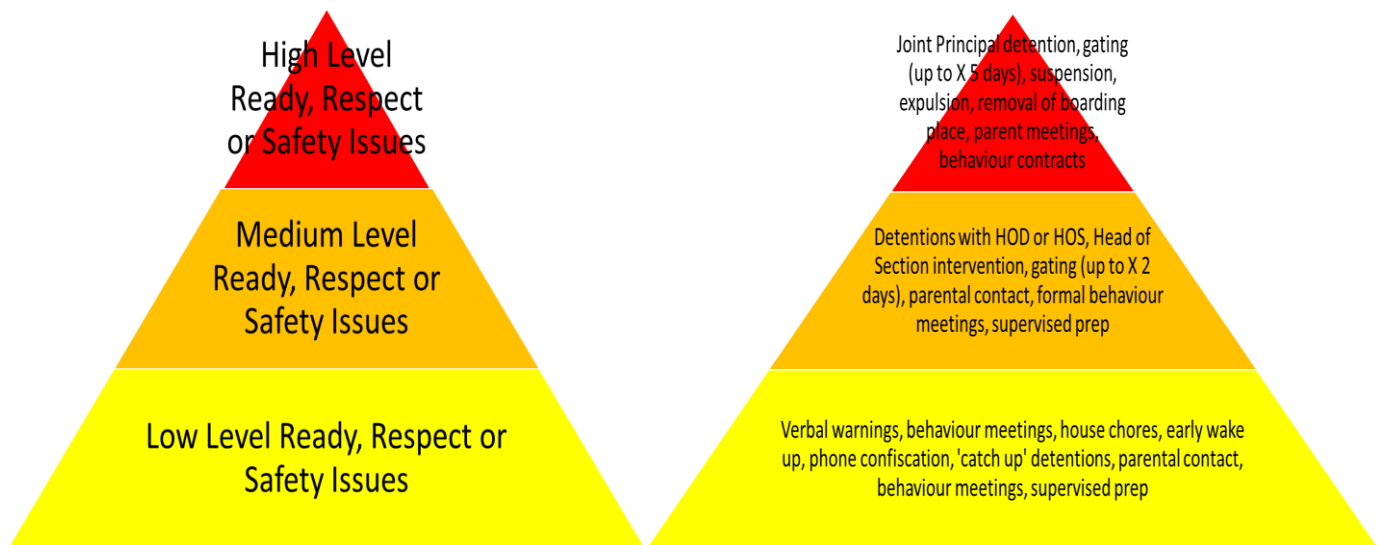 High Level
Ready, Respect
or Safety Issues
Medium Level
Ready, Respect or
Safety Issues
Low Level Ready, Respect or
Safety Issues
Joint Principal detention, gating
(up to X 5 days), suspension,
expulsion, removal of boarding
place, parent meetings,
behaviour contracts
Detentions with HOD or HOS, Head of
Section intervention, gating (up to X 2
days), parental contact, formal behaviour
meetings, supervised prep
Verbal warnings, behaviour meetings, house chores, early wake
up, phone confiscation, 'catch up' detentions, parental contact,
behaviour meetings, supervised prep